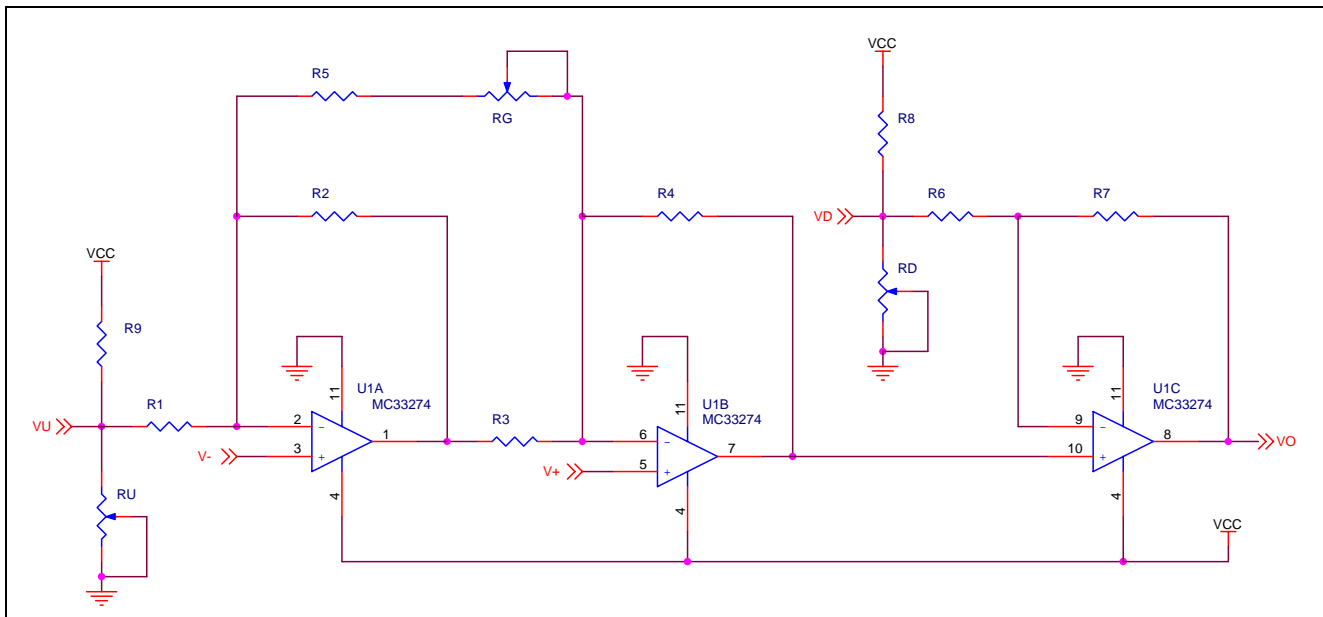 VCC
R5
RG
R8
R2
R4
R6
R7
VD
RD
VCC
R9
11
U1A
MC33274
11
U1B
MC33274
11
U1C
MC33274
R1
VU
2
−
1
R3
6
−
9
−
8
VO
V-
3
+
V+
5
+
7
10
+
RU
4
4
4
VCC